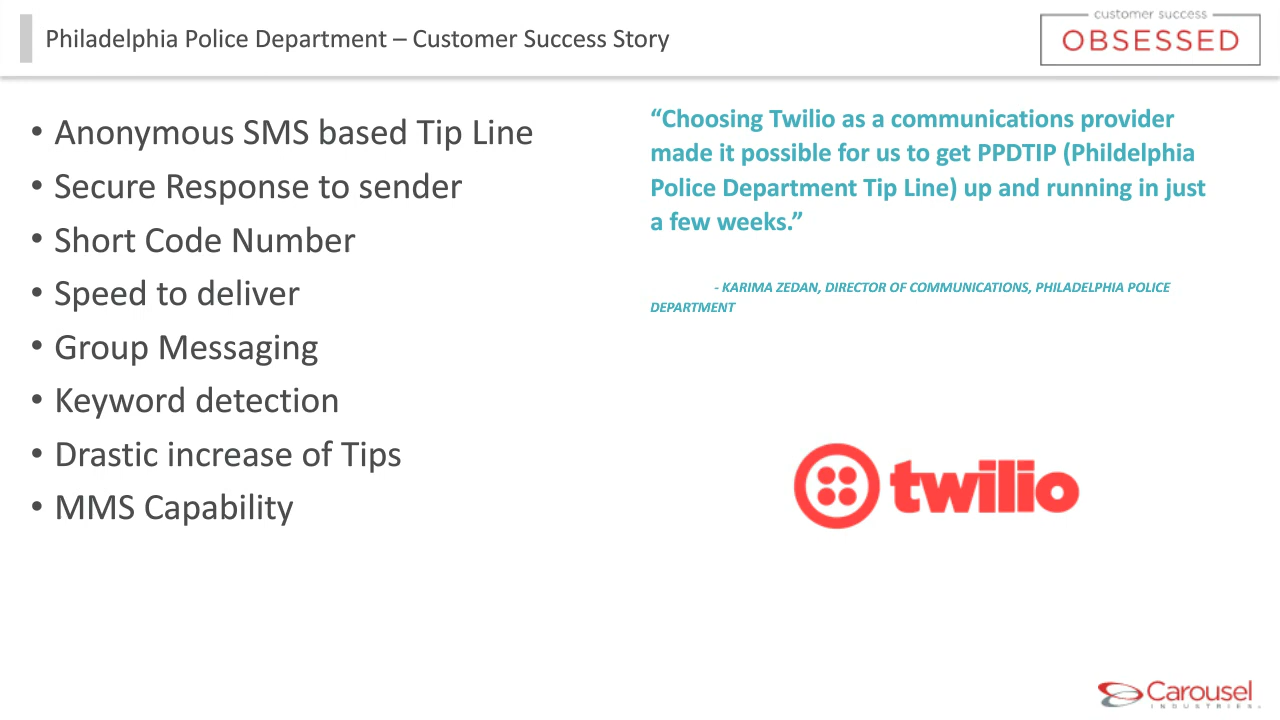 Philadelphia Police Department – Customer Success Story
customer success
OBSESSED
• Anonymous SMS based Tip Line
• Secure Response to sender
• Short Code Number
• Speed to deliver
• Group Messaging
• Keyword detection
• Drastic increase of Tips
• MMS Capability
“Choosing Twilio as a communications provider
made it possible for us to get PPDTIP (Phildelphia
Police Department Tip Line) up and running in just
a few weeks.”
- KARIMA ZEDAN, DIRECTOR OF COMMUNICATIONS, PHILADELPHIA POLICE
DEPARTMENT
twilio
Carousel
INDUSTRIES